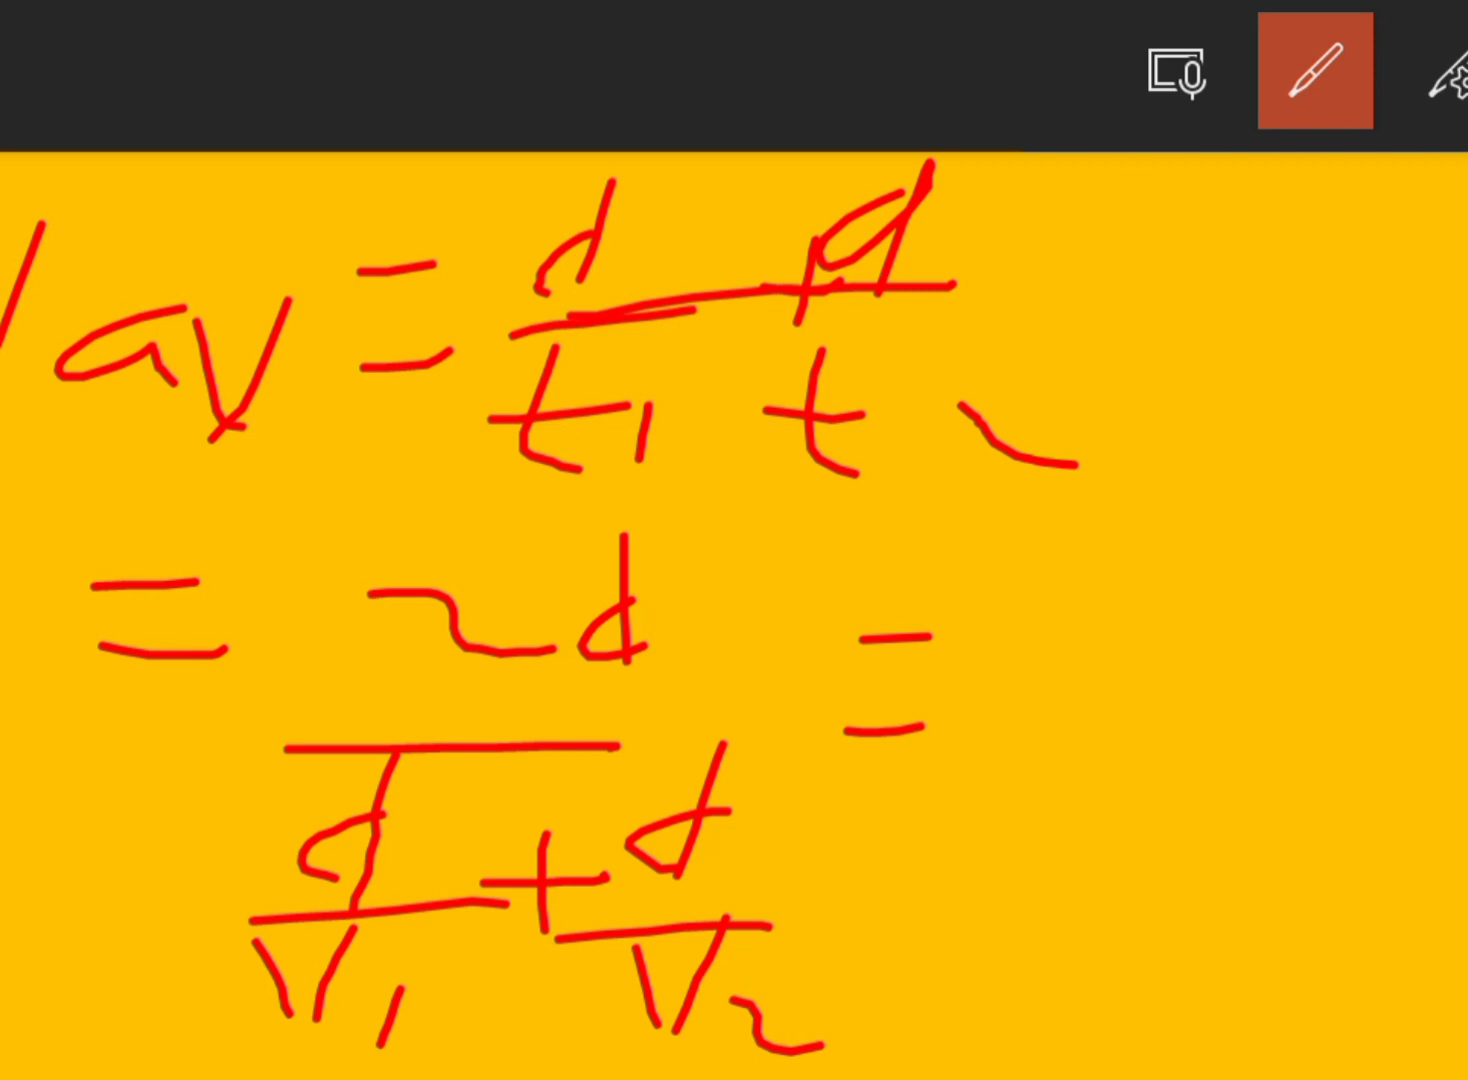 Vav = d + d
t1 t2
= 2d =
d + d
V1 V2